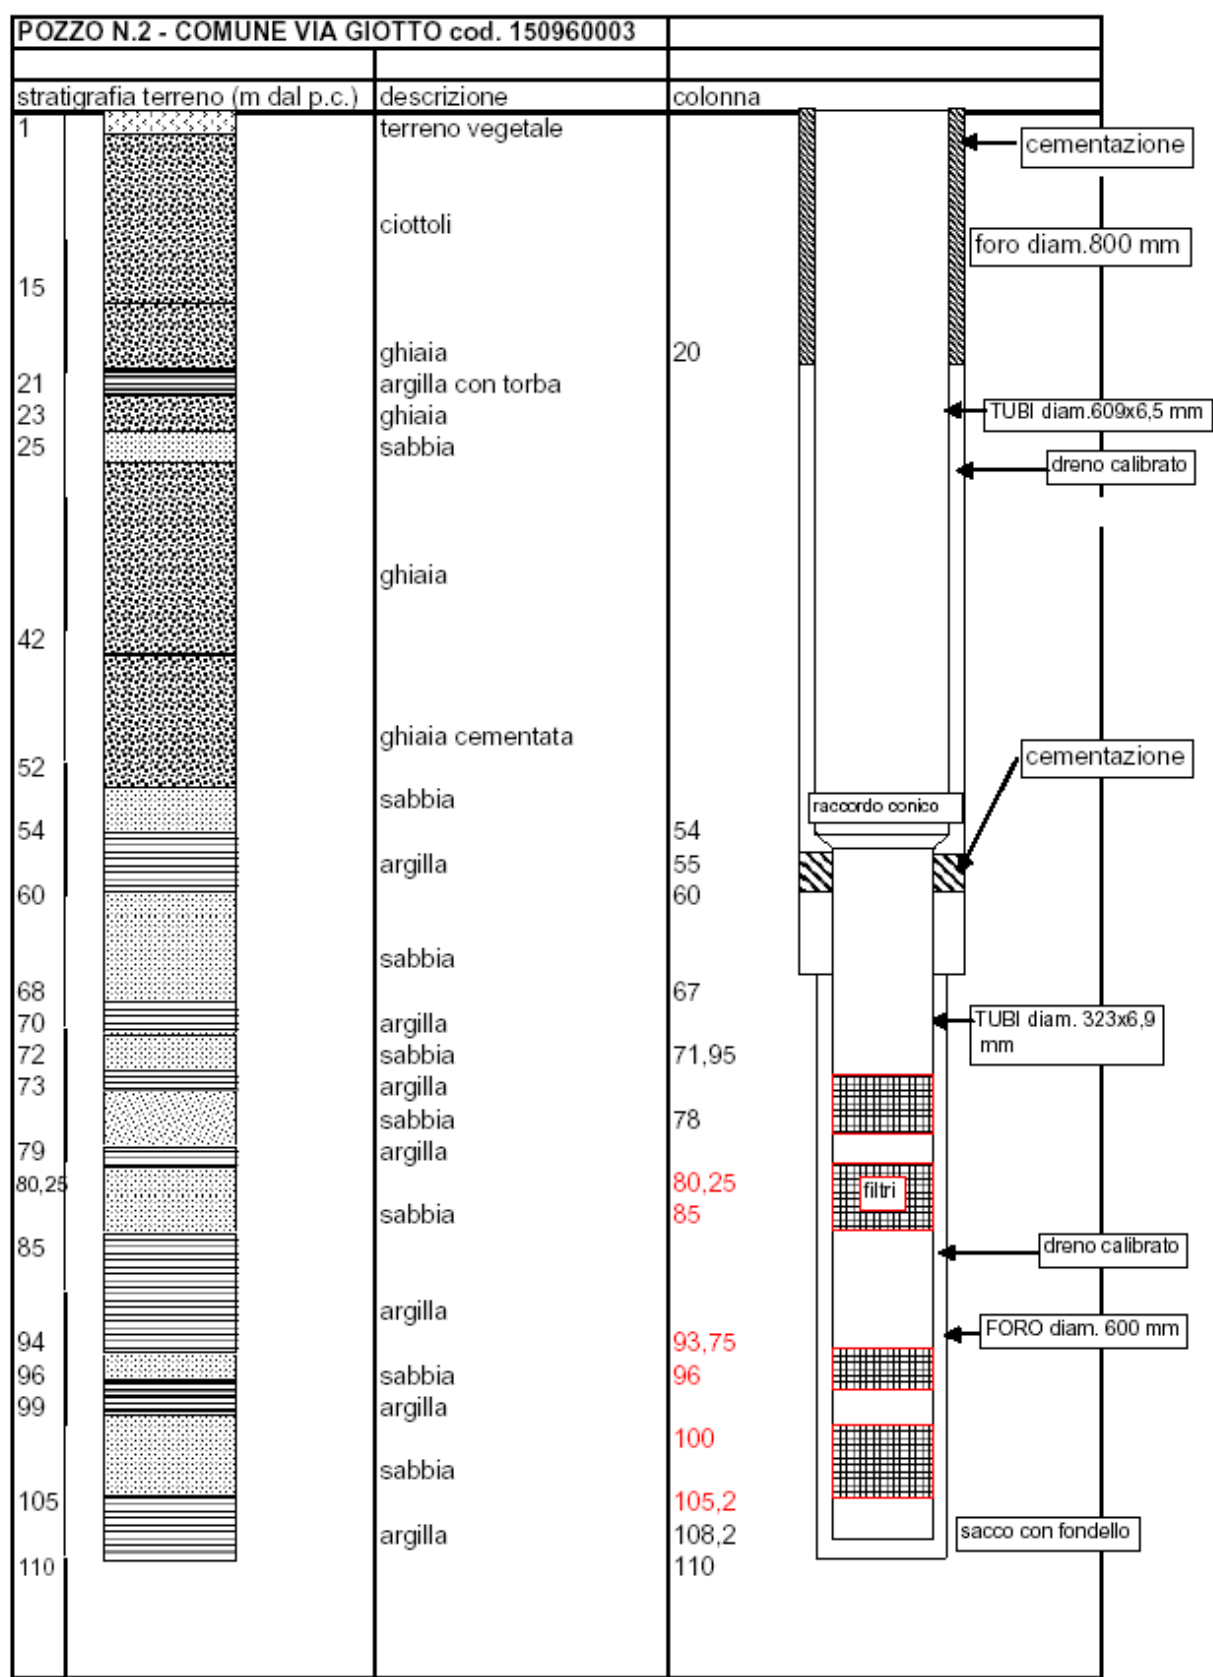 POZZO N.2 - COMUNE VIA GIOTTO cod. 150960003
stratigrafia terreno (m dal p.c.) descrizione colonna
1 terreno vegetale
cementazione
ciottoli
foro diam.800 mm
15
ghiaia 20
21 argilla con torba
23 ghiaia
TUBI diam.609x6,5 mm
25 sabbia
dreno calibrato
ghiaia
42
ghiaia cementata
cementazione
52
sabbia
raccordo conico
54 54
argilla 55
60 60
sabbia
68 67
70 argilla
TUBI diam. 323x6,9
mm
72 sabbia 71,95
73 argilla
sabbia 78
79 argilla
80,25 80,25
filtri
sabbia 85
85
dreno calibrato
argilla
FORO diam. 600 mm
94 93,75
96 sabbia 96
99 argilla
100
sabbia
105 105,2
argilla 108,2
sacco con fondello
110 110